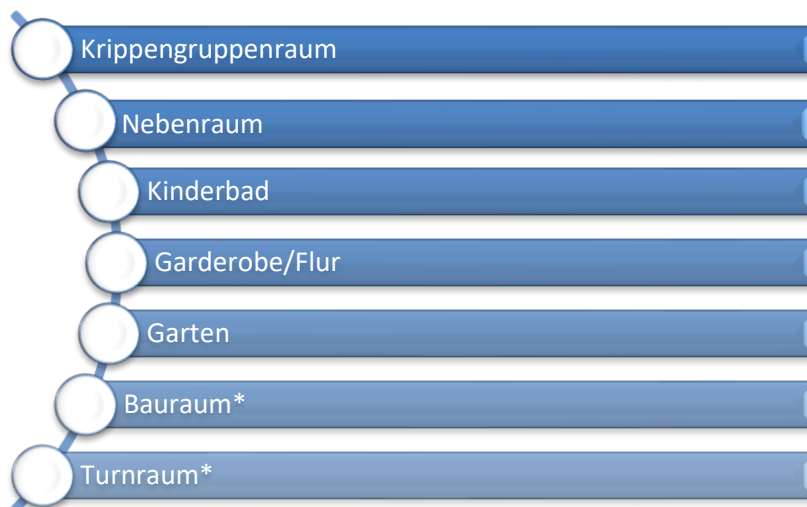 Krippengruppenraum
Nebenraum
Kinderbad
Garderobe/Flur
Garten
Bauraum*
Turnraum*